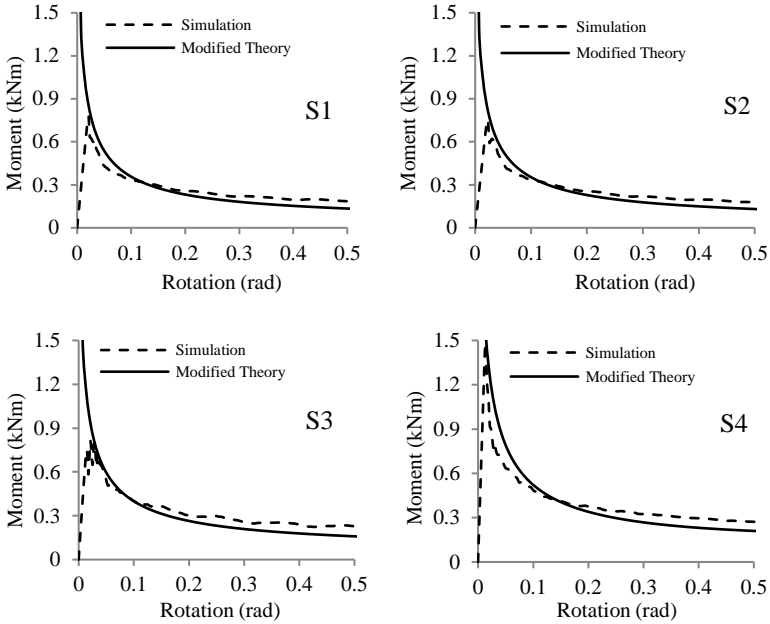 1.5
1.2
0.9
0.6
0.3
0
Moment (kNm)
Simulation
Modified Theory
S1
0 0.1 0.2 0.3 0.4 0.5
Rotation (rad)
1.5
1.2
0.9
0.6
0.3
0
Moment (kNm)
Simulation
Modified Theory
S2
0 0.1 0.2 0.3 0.4 0.5
Rotation (rad)
1.5
1.2
0.9
0.6
0.3
0
Moment (kNm)
Simulation
Modified Theory
S3
0 0.1 0.2 0.3 0.4 0.5
Rotation (rad)
1.5
1.2
0.9
0.6
0.3
0
Moment (kNm)
Simulation
Modified Theory
S4
0 0.1 0.2 0.3 0.4 0.5
Rotation (rad)